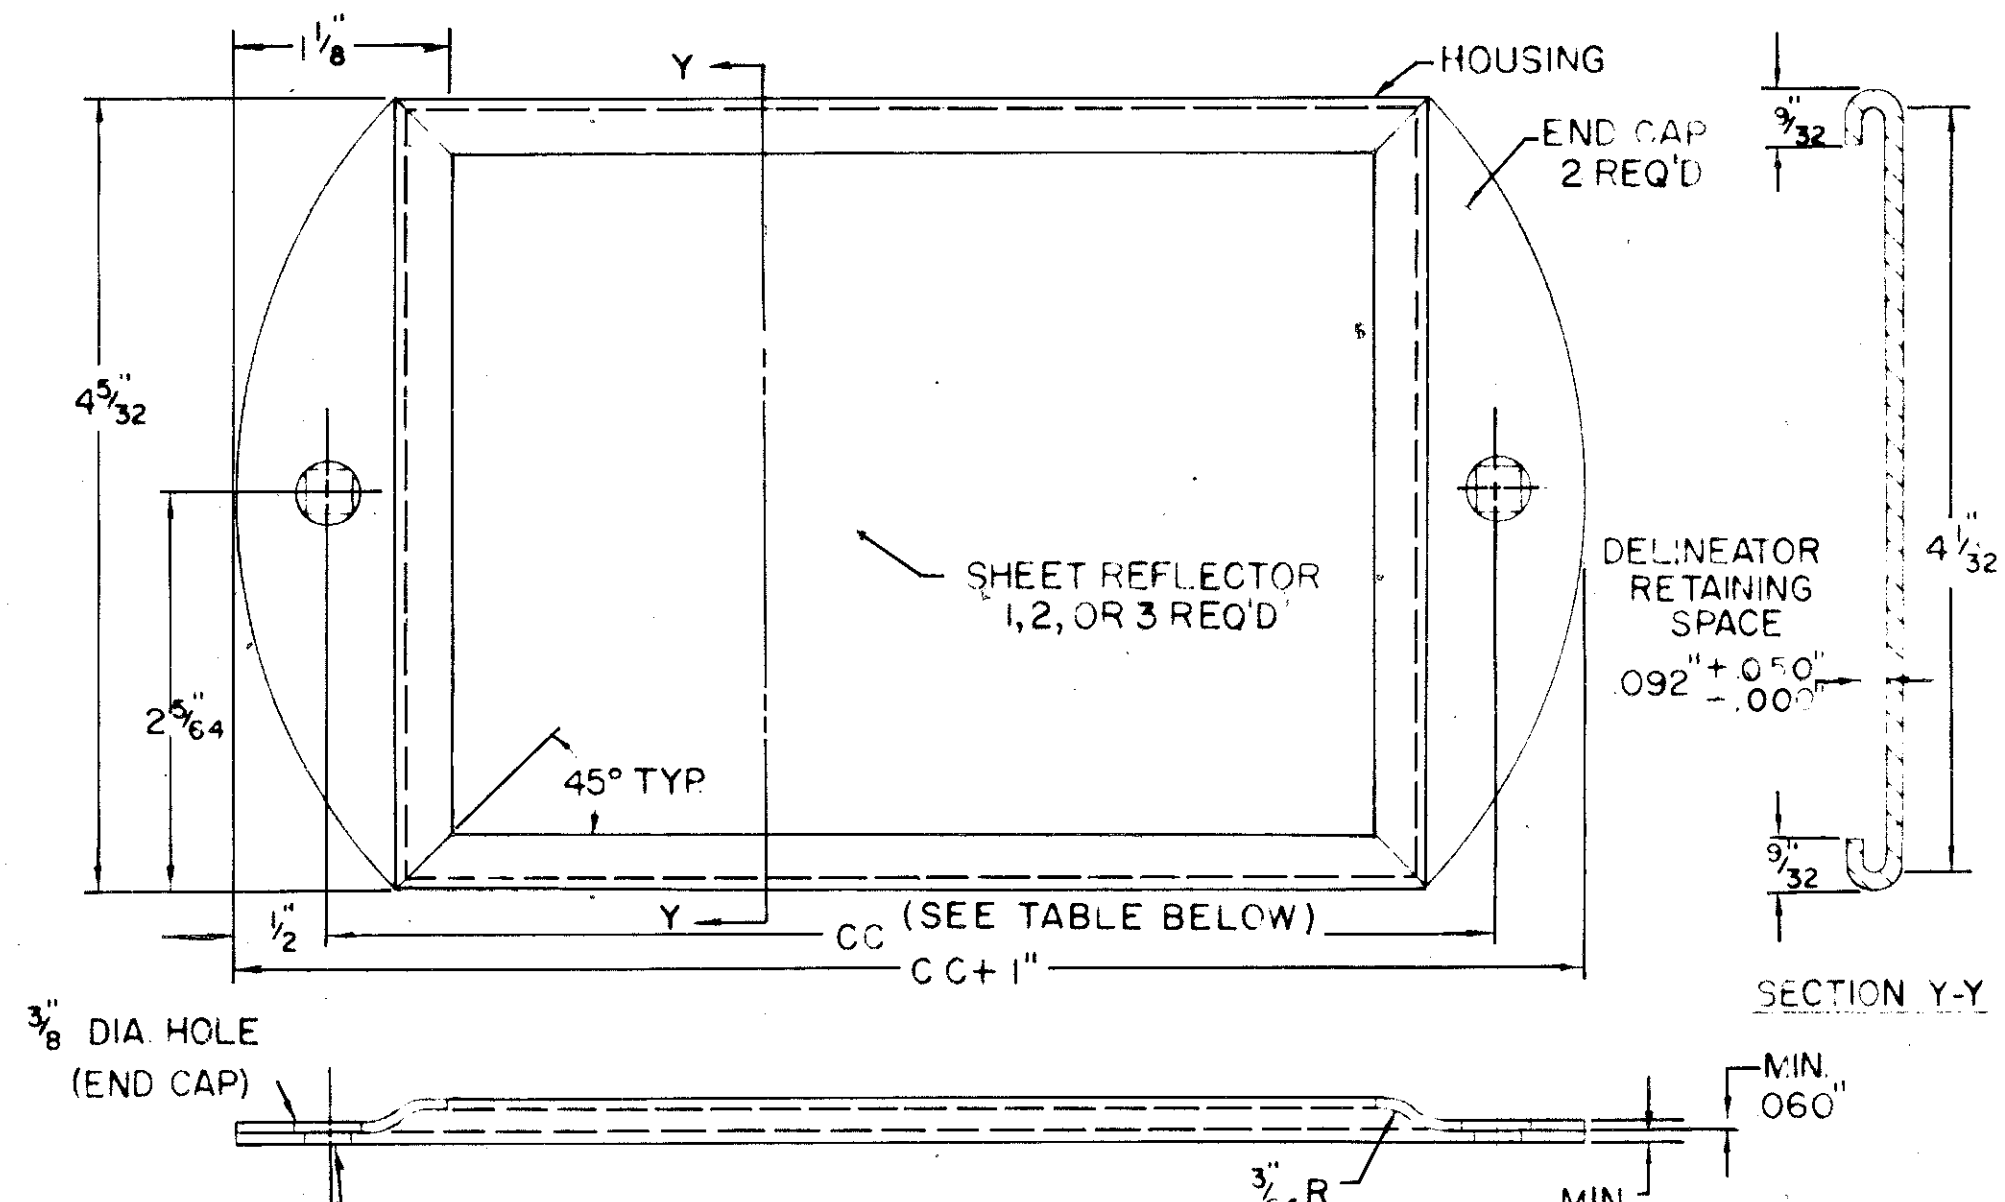 1 1/8"
Y
HOUSING
9/32"
END CAP
2 REQ'D
4 5/32"
DELINEATOR
RETAINING
SPACE
.092" +.050"
-.000"
4 1/32"
SHEET REFLECTOR
1, 2, OR 3 REQ'D
2 5/64"
45° TYP.
9/32"
1/2"
Y
CC (SEE TABLE BELOW)
CC+ 1"
SECTION Y-Y
3/8" DIA. HOLE
(END CAP)
MIN.
.060"
3/
R
MIN